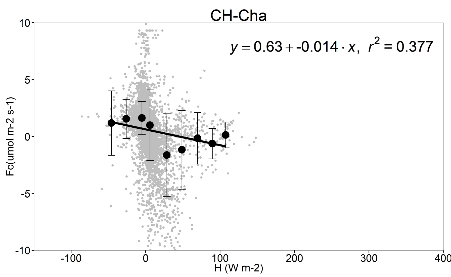 CH-Cha
y = 0.63 + -0.014 · x, r² = 0.377
Fc(umol m-2 s-1)
10
5
0
-5
-10
-100 0 100 200 300 400
H (W m-2)